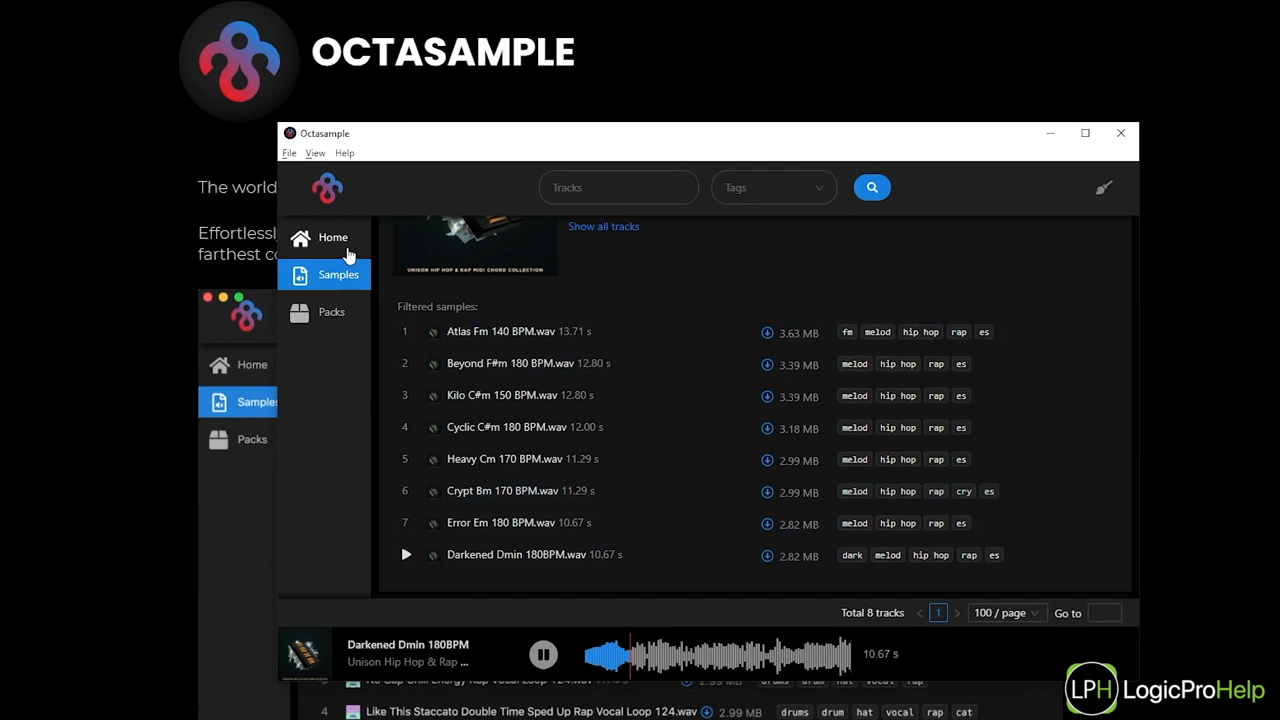 OCTASAMPLE
Octasample
File View Help
The world
Tracks
Tags
Effortlessly
farthest co
Home
Samples
Packs
Show all tracks
UNISON HIP HOP & RAP MIDI CHORD COLLECTION
Filtered samples:
1 Atlas Fm 140 BPM.wav 13.71 s 3.63 MB fm melod hip hop rap es
2 Beyond F#m 180 BPM.wav 12.80 s 3.39 MB melod hip hop rap es
3 Kilo C#m 150 BPM.wav 12.80 s 3.39 MB melod hip hop rap es
4 Cyclic C#m 180 BPM.wav 12.00 s 3.18 MB melod hip hop rap es
5 Heavy Cm 170 BPM.wav 11.29 s 2.99 MB melod hip hop rap es
6 Crypt Bm 170 BPM.wav 11.29 s 2.99 MB melod hip hop rap cry es
7 Error Em 180 BPM.wav 10.67 s 2.82 MB melod hip hop rap es
Darkened Dmin 180BPM.wav 10.67 s 2.82 MB dark melod hip hop rap es
Home
Samples
Packs
Total 8 tracks < 1 > 100 / page Go to
Darkened Dmin 180BPM
Unison Hip Hop & Rap ...
10.67 s
4 Like This Staccato Double Time Sped Up Rap Vocal Loop 124.wav 2.99 MB drums drum hat vocal rap cat
LPH LogicProHelp